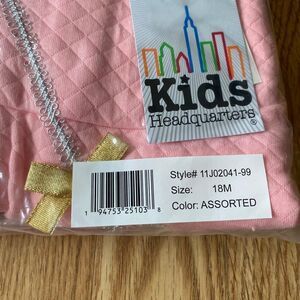 Kids
Headquarters®
Style# 11J02041-99
Size: 18M
Color: ASSORTED
1 94753 25103 8